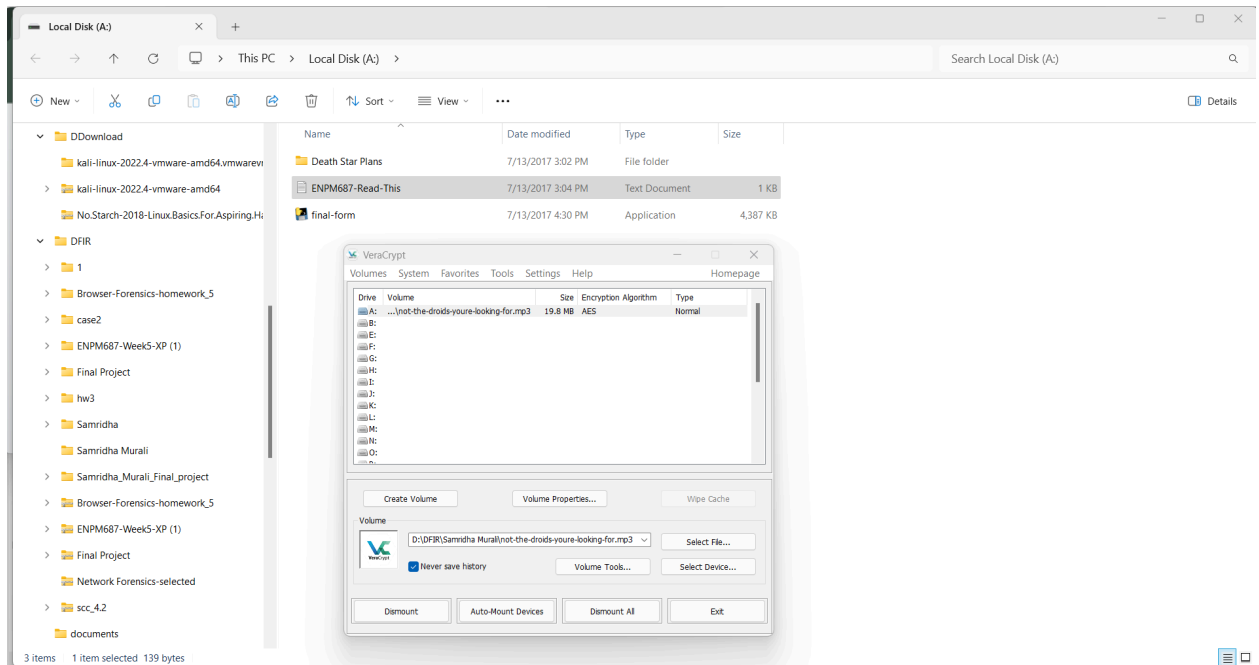 Local Disk (A:)
This PC > Local Disk (A:) >
Search Local Disk (A:)
New
Sort
View
Details
DDownload
kali-linux-2022.4-vmware-amd64.vmwarevr
kali-linux-2022.4-vmware-amd64
No.Starch-2018-Linux.Basics.For.Aspiring.Ha
DFIR
1
Browser-Forensics-homework_5
case2
ENPM687-Week5-XP (1)
Final Project
hw3
Samridha
Samridha Murali
Samridha_Murali_Final_project
Browser-Forensics-homework_5
ENPM687-Week5-XP (1)
Final Project
Network Forensics-selected
scc_4.2
documents
Name Date modified Type Size
Death Star Plans 7/13/2017 3:02 PM File folder
ENPM687-Read-This 7/13/2017 3:04 PM Text Document 1 KB
final-form 7/13/2017 4:30 PM Application 4,387 KB
VeraCrypt
Volumes System Favorites Tools Settings Help Homepage
Drive Volume Size Encryption Algorithm Type
A: ...\not-the-droids-youre-looking-for.mp3 19.8 MB AES Normal
B:
E:
F:
G:
H:
I:
J:
K:
L:
M:
N:
O:
Create Volume Volume Properties... Wipe Cache
Volume
VeraCrypt
D:\DFIR\Samridha Murali\not-the-droids-youre-looking-for.mp3 Select File...
Never save history Volume Tools... Select Device...
Dismount Auto-Mount Devices Dismount All Exit
3 items 1 item selected 139 bytes